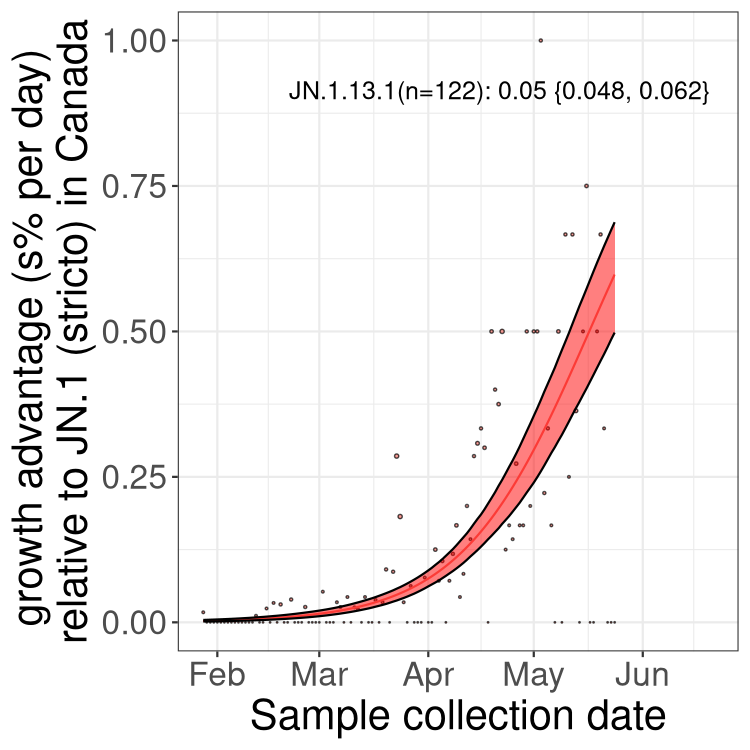 growth advantage (s% per day)
relative to JN.1 (stricto) in Canada
1.00
0.75
0.50
0.25
0.00
JN.1.13.1(n=122): 0.05 {0.048, 0.062}
Feb Mar Apr May Jun
Sample collection date